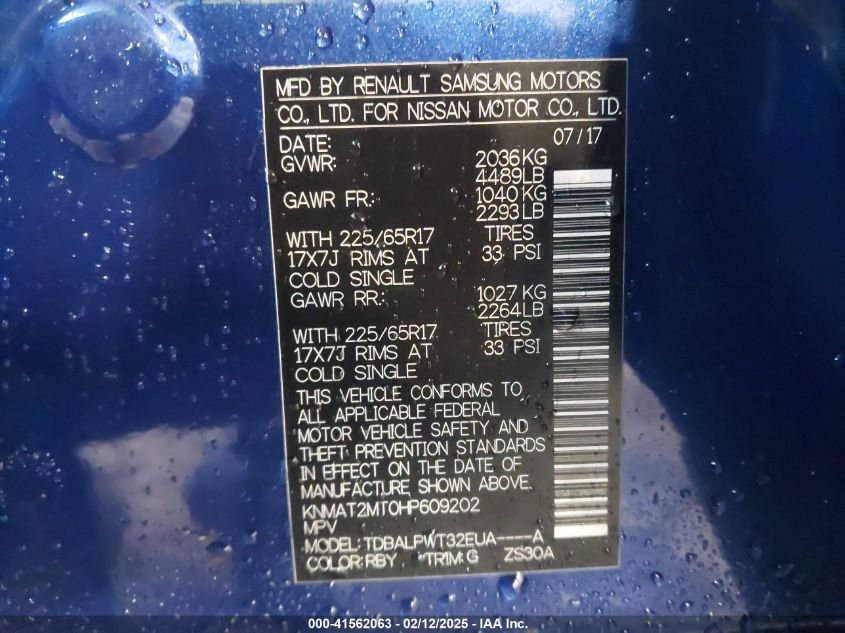 MFD BY RENAULT SAMSUNG MOTORS
CO., LTD. FOR NISSAN MOTOR CO., LTD.
DATE: 07/17
GVWR: 2036KG
4489LB
GAWR FR: 1040KG
2293LB
WITH 225/65R17 TIRES
17X7J RIMS AT 33 PSI
COLD SINGLE
GAWR RR: 1027KG
2264LB
WITH 225/65R17 TIRES
17X7J RIMS AT 33 PSI
COLD SINGLE
THIS VEHICLE CONFORMS TO
ALL APPLICABLE FEDERAL
MOTOR VEHICLE SAFETY AND
THEFT PREVENTION STANDARDS
IN EFFECT ON THE DATE OF
MANUFACTURE SHOWN ABOVE.
KNMAT2MT0HP609202
MPV
MODEL: TDBALPWT32EUA----A
COLOR: RBY *TRIM: G ZS30A
000-41562063 - 02/12/2025 - IAA Inc.